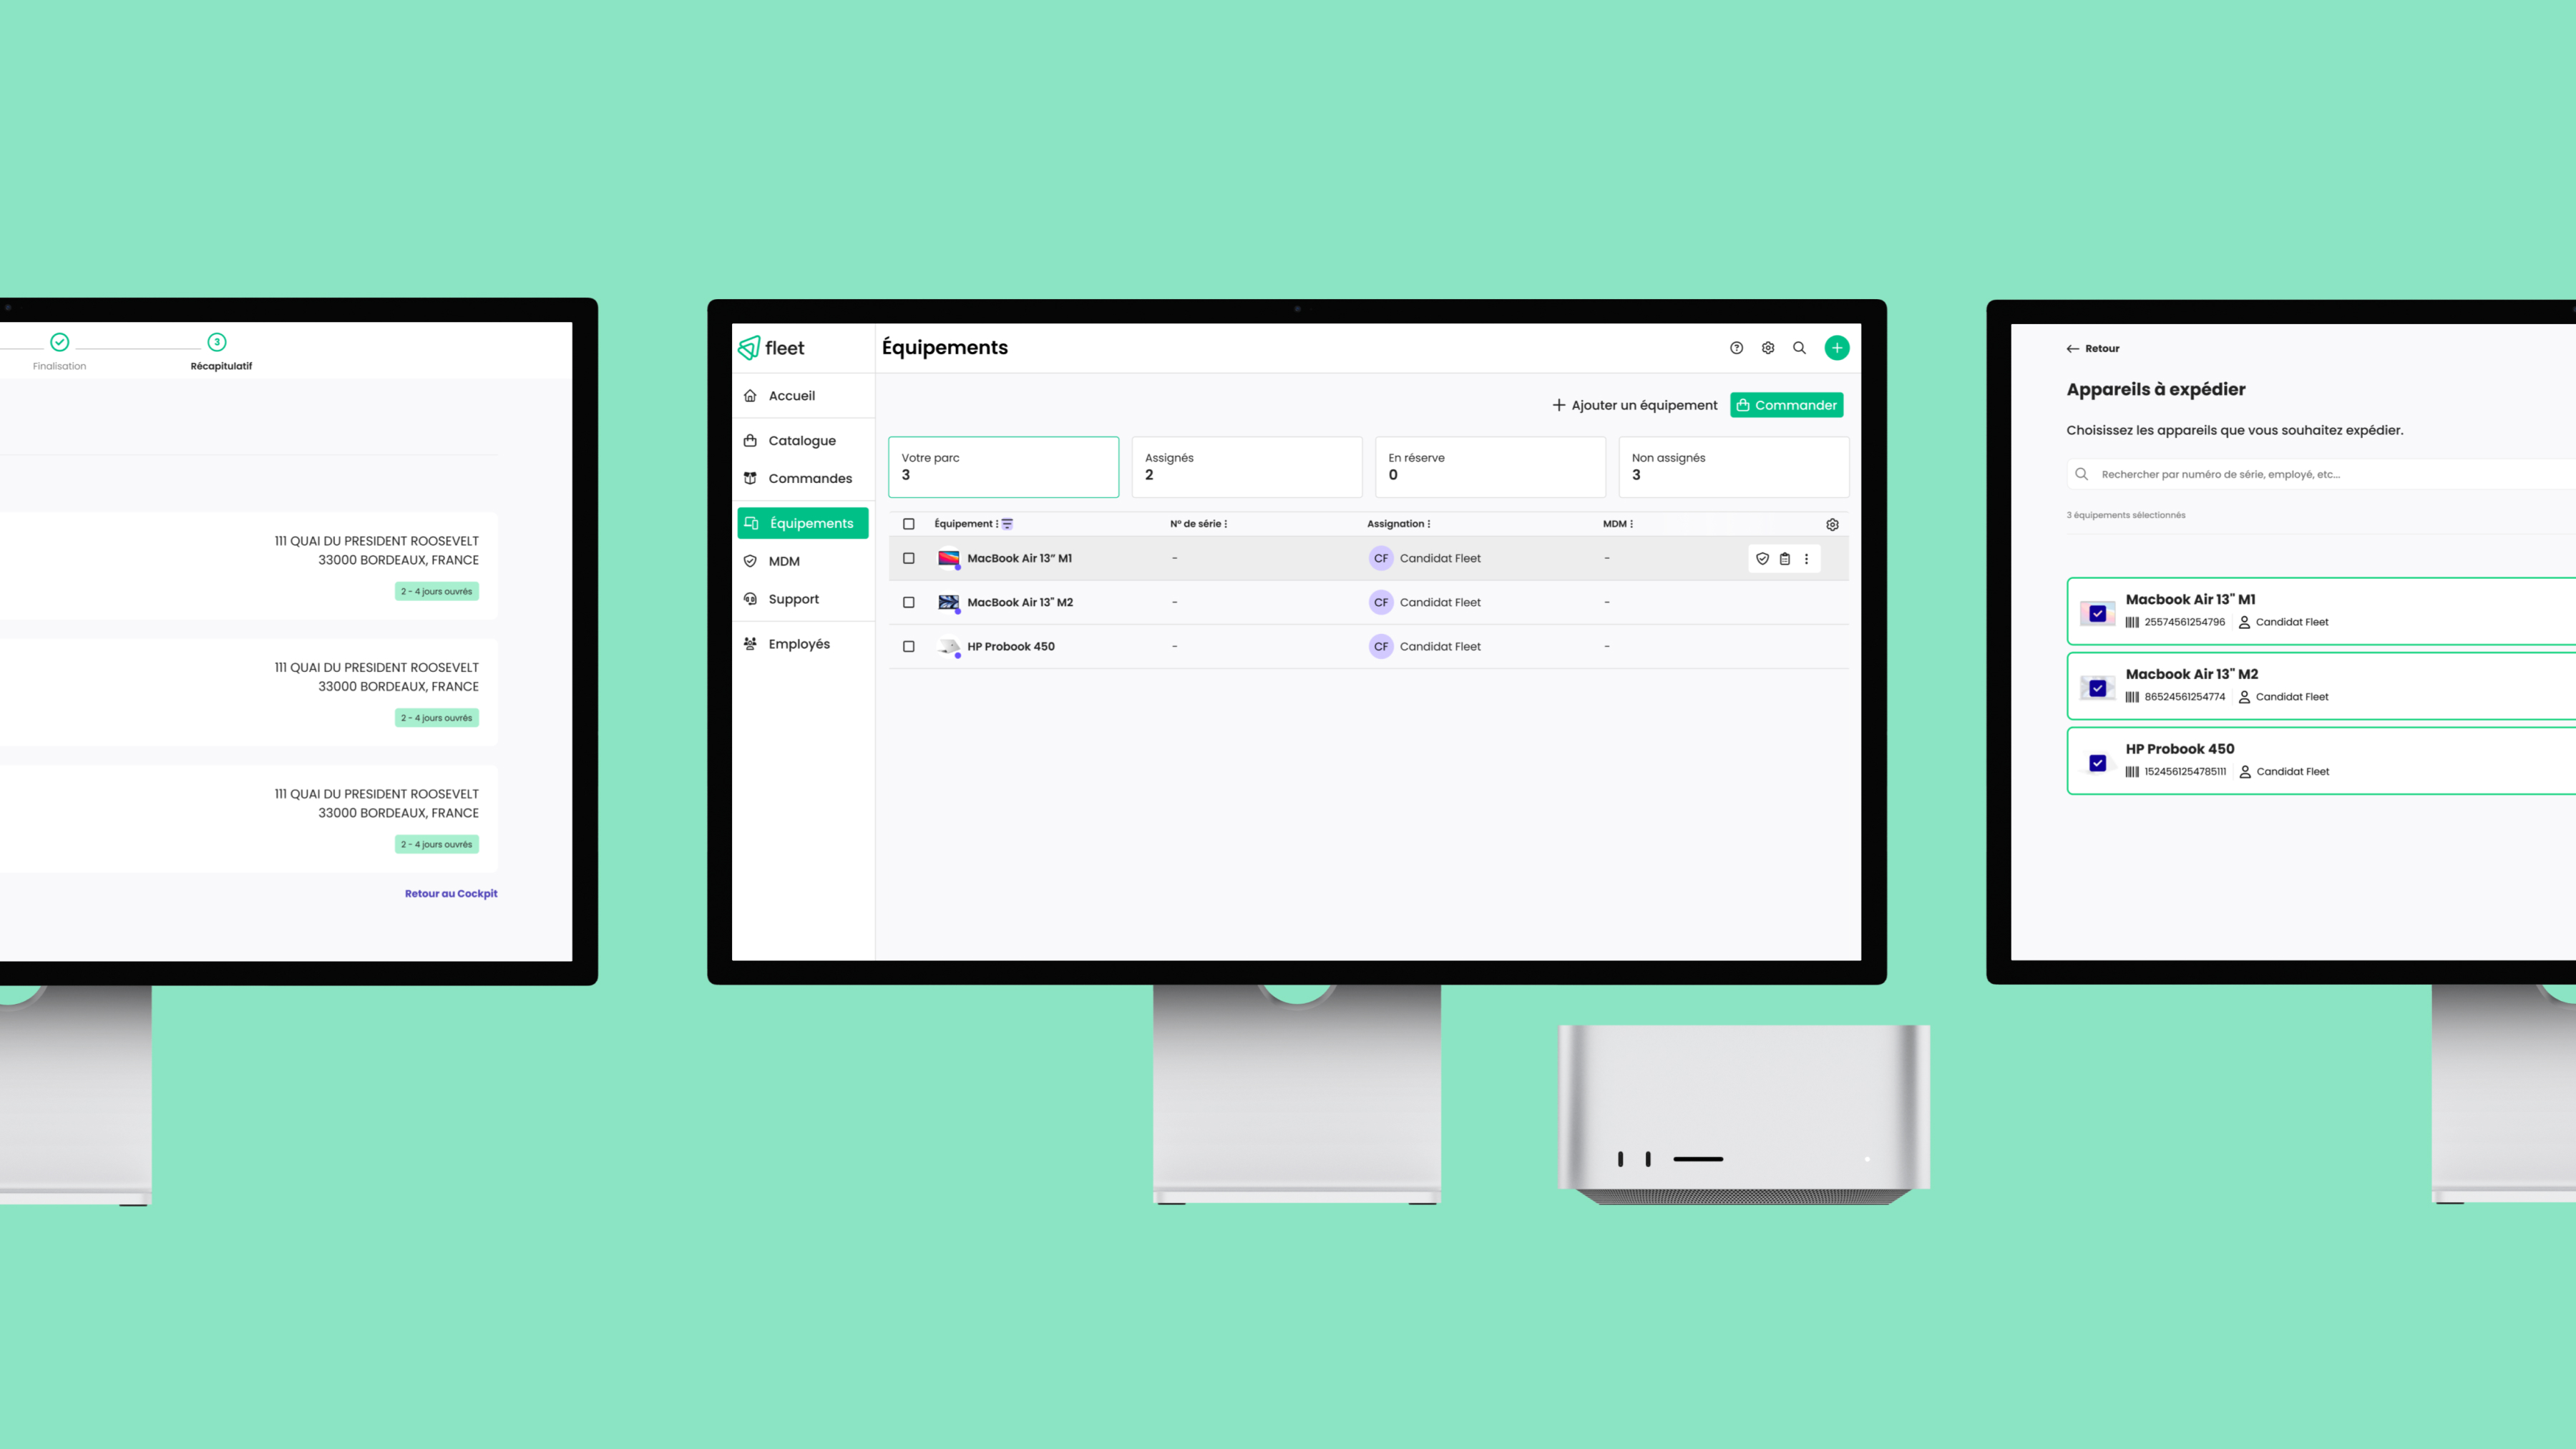 Finalisation
3
Récapitulatif
111 QUAI DU PRESIDENT ROOSEVELT
33000 BORDEAUX, FRANCE
2 - 4 jours ouvrés
111 QUAI DU PRESIDENT ROOSEVELT
33000 BORDEAUX, FRANCE
2 - 4 jours ouvrés
111 QUAI DU PRESIDENT ROOSEVELT
33000 BORDEAUX, FRANCE
2 - 4 jours ouvrés
Retour au Cockpit
fleet
Accueil
Catalogue
Commandes
Équipements
MDM
Support
Employés
Équipements
+ Ajouter un équipement
Commander
Votre parc
3
Assignés
2
En réserve
0
Non assignés
3
Équipement
N° de série
Assignation
MDM
MacBook Air 13” M1 - CF Candidat Fleet -
MacBook Air 13" M2 - CF Candidat Fleet -
HP Probook 450 - CF Candidat Fleet -
← Retour
Appareils à expédier
Choisissez les appareils que vous souhaitez expédier.
Rechercher par numéro de série, employé, etc...
3 équipements sélectionnés
Macbook Air 13" M1
25574561254796 Candidat Fleet
Macbook Air 13" M2
86524561254774 Candidat Fleet
HP Probook 450
1524561254785111 Candidat Fleet